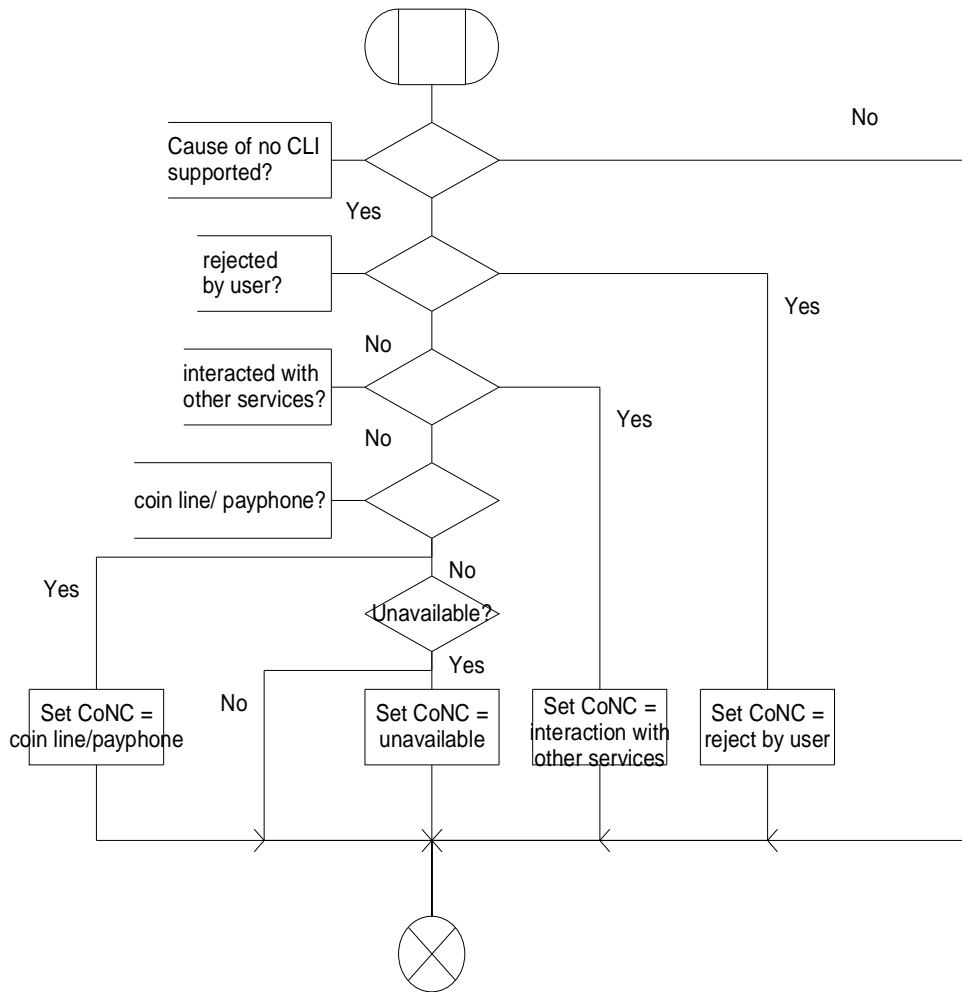 No
Cause of no CLI
supported?
Yes
rejected
by user?
Yes
No
interacted with
other services?
Yes
No
coin line/ payphone?
Yes
No
Unavailable?
Yes
No
Set CoNC =
coin line/payphone
Set CoNC =
unavailable
Set CoNC =
interaction with
other services
Set CoNC =
reject by user